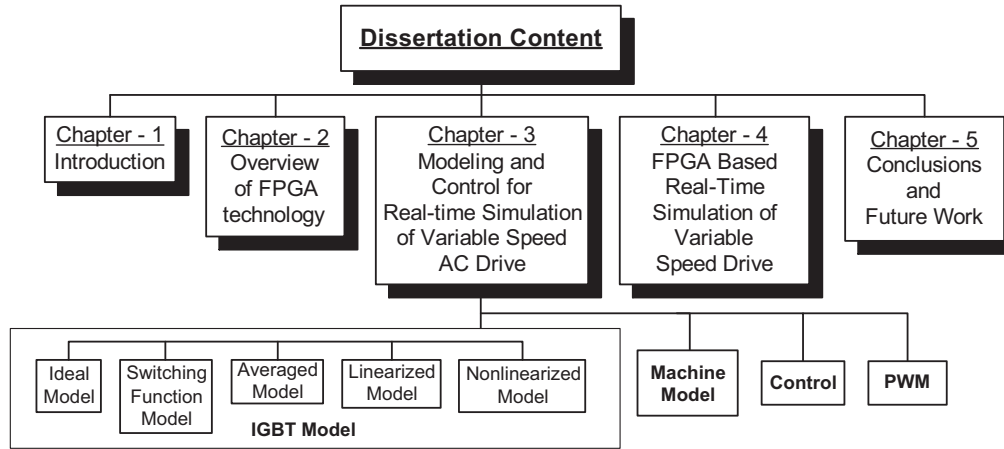 Dissertation Content
Chapter - 1
Introduction
Chapter - 2
Overview
of FPGA
technology
Chapter - 3
Modeling and
Control for
Real-time Simulation
of Variable Speed
AC Drive
Chapter - 4
FPGA Based
Real-Time
Simulation of
Variable
Speed Drive
Chapter - 5
Conclusions
and
Future Work
Ideal
Model
Switching
Function
Model
Averaged
Model
Linearized
Model
Nonlinearized
Model
IGBT Model
Machine
Model
Control
PWM